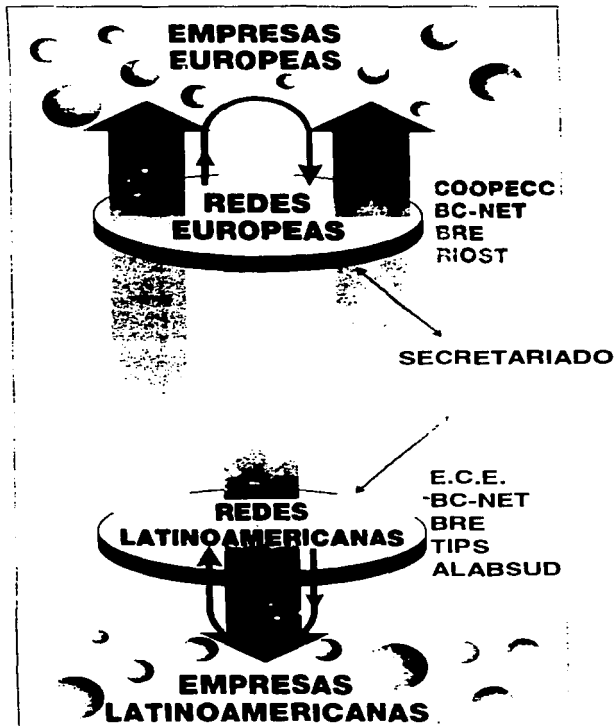 EMPRESAS
EUROPEAS
REDES
EUROPEAS
COOPECC
BC-NET
BRE
RIOST
SECRETARIADO
REDES
LATINOAMERICANAS
E.C.E.
BC-NET
BRE
TIPS
ALABSUD
EMPRESAS
LATINOAMERICANAS